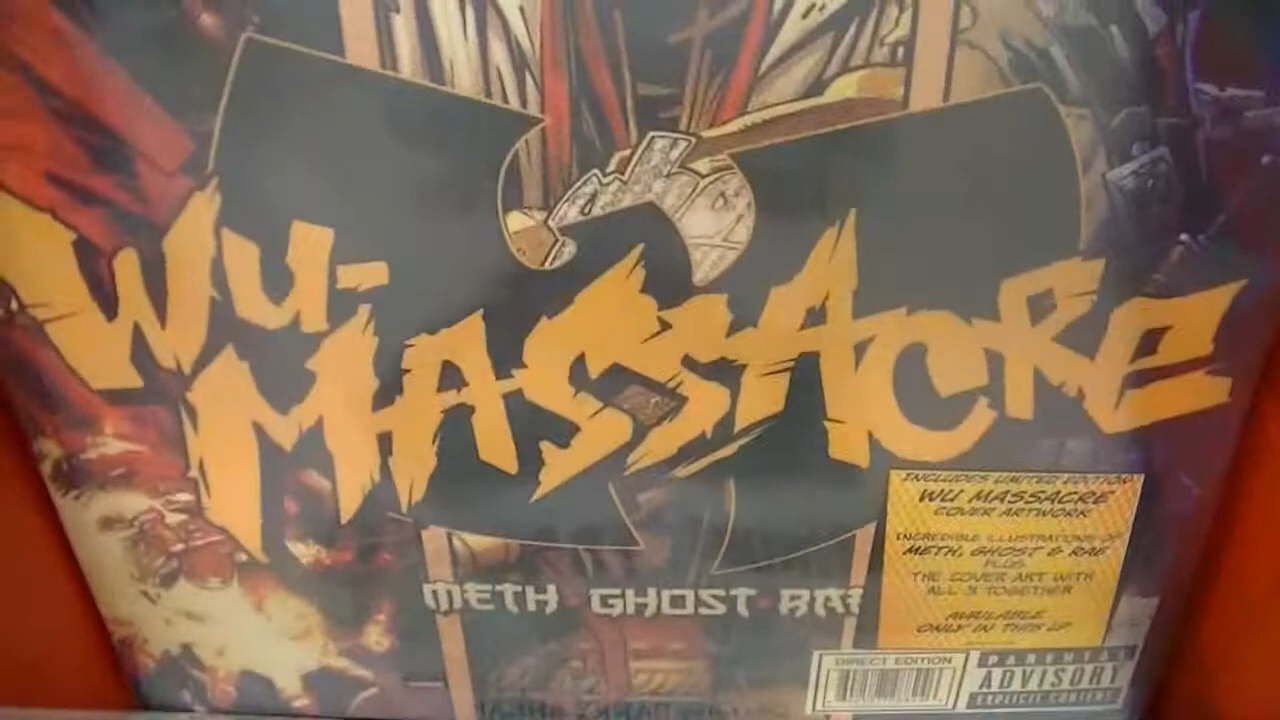 WU-
MASSACRE
METH · GHOST · RAE
INCLUDES LIMITED EDITION
WU MASSACRE
COVER ARTWORK
INCREDIBLE ILLUSTRATIONS OF
METH, GHOST & RAE
PLUS
THE COVER ART WITH
ALL 3 TOGETHER
AVAILABLE
ONLY IN THIS LP
DIRECT EDITION
PARENTAL
ADVISORY
EXPLICIT CONTENT